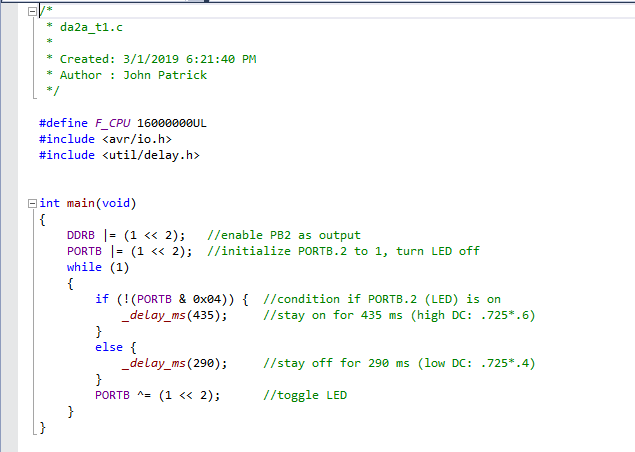 /*
 * da2a_t1.c
 *
 * Created: 3/1/2019 6:21:40 PM
 * Author : John Patrick
 */
#define F_CPU 16000000UL
#include <avr/io.h>
#include <util/delay.h>
int main(void)
{
    DDRB |= (1 << 2);   //enable PB2 as output
    PORTB |= (1 << 2);  //initialize PORTB.2 to 1, turn LED off
    while (1)
    {
        if (!(PORTB & 0x04)) {  //condition if PORTB.2 (LED) is on
            _delay_ms(435);     //stay on for 435 ms (high DC: .725*.6)
        }
        else {
            _delay_ms(290);     //stay off for 290 ms (low DC: .725*.4)
        }
        PORTB ^= (1 << 2);      //toggle LED
    }
}